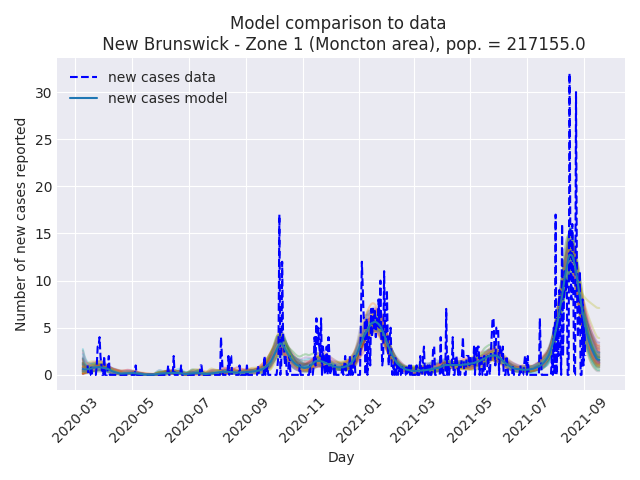 Model comparison to data
New Brunswick - Zone 1 (Moncton area), pop. = 217155.0
new cases data
new cases model
Number of new cases reported
30
25
20
15
10
5
0
2020-03
2020-05
2020-07
2020-09
2020-11
2021-01
2021-03
2021-05
2021-07
2021-09
Day